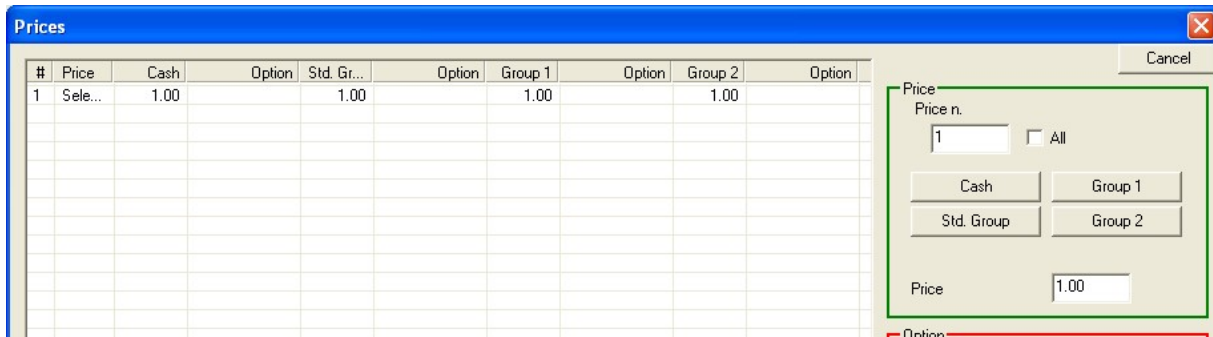 Prices
Cancel
# Price Cash Option Std. Gr... Option Group 1 Option Group 2 Option
1 Sele... 1.00 1.00 1.00 1.00
Price
Price n.
1 All
Cash Group 1
Std. Group Group 2
Price 1.00
Option